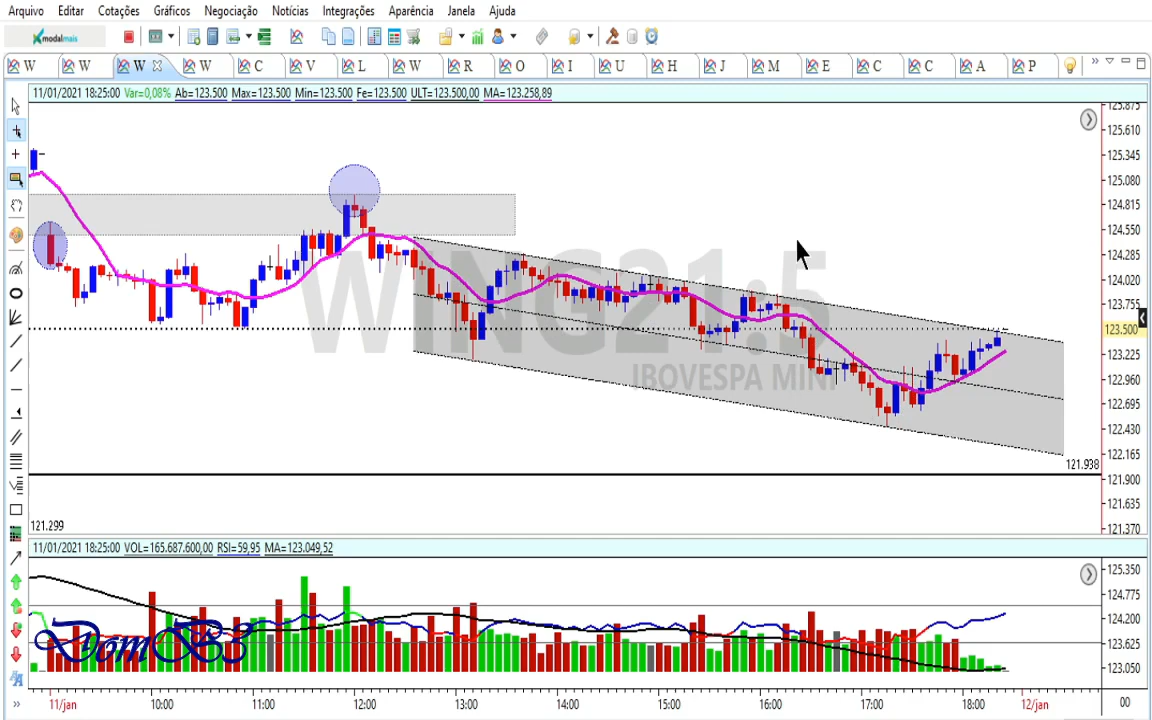 Arquivo Editar Cotações Gráficos Negociação Notícias Integrações Aparência Janela Ajuda
modalmais
W W W W C V L W R O I U H J M E C C A P
11/01/2021 18:25:00 Var=0,08% Ab=123.500 Max=123.500 Min=123.500 Fe=123.500 ULT=123.500,00 MA=123.258,89
125.875
125.610
125.345
125.080
124.815
124.550
124.285
124.020
123.755
123.500
123.225
122.960
122.695
122.430
122.165
121.900
121.635
121.370
WING21:5
IBOVESPA MINI
121.938
121.299
11/01/2021 18:25:00 VOL=165.687.600,00 RSI=59,95 MA=123.049,52
125.350
124.775
124.200
123.625
123.050
DomB3
11/jan 10:00 11:00 12:00 13:00 14:00 15:00 16:00 17:00 18:00 12/jan 00